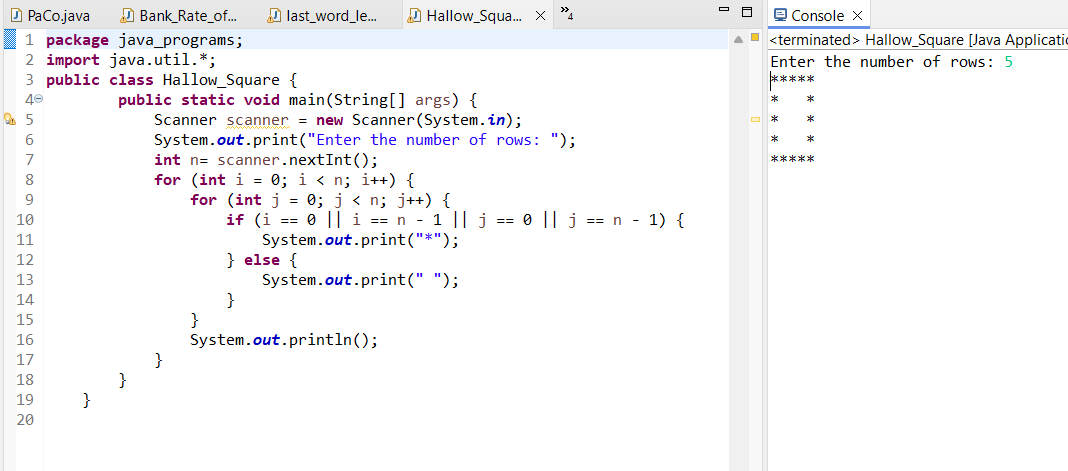 PaCo.java Bank_Rate_of... last_word_le... Hallow_Squa... »4
1 package java_programs;
2 import java.util.*;
3 public class Hallow_Square {
4 public static void main(String[] args) {
5 Scanner scanner = new Scanner(System.in);
6 System.out.print("Enter the number of rows: ");
7 int n= scanner.nextInt();
8 for (int i = 0; i < n; i++) {
9 for (int j = 0; j < n; j++) {
10 if (i == 0 || i == n - 1 || j == 0 || j == n - 1) {
11 System.out.print("*");
12 } else {
13 System.out.print(" ");
14 }
15 }
16 System.out.println();
17 }
18 }
19 }
20
Console
<terminated> Hallow_Square [Java Applicatio
Enter the number of rows: 5
*****
*   *
*   *
*   *
*****